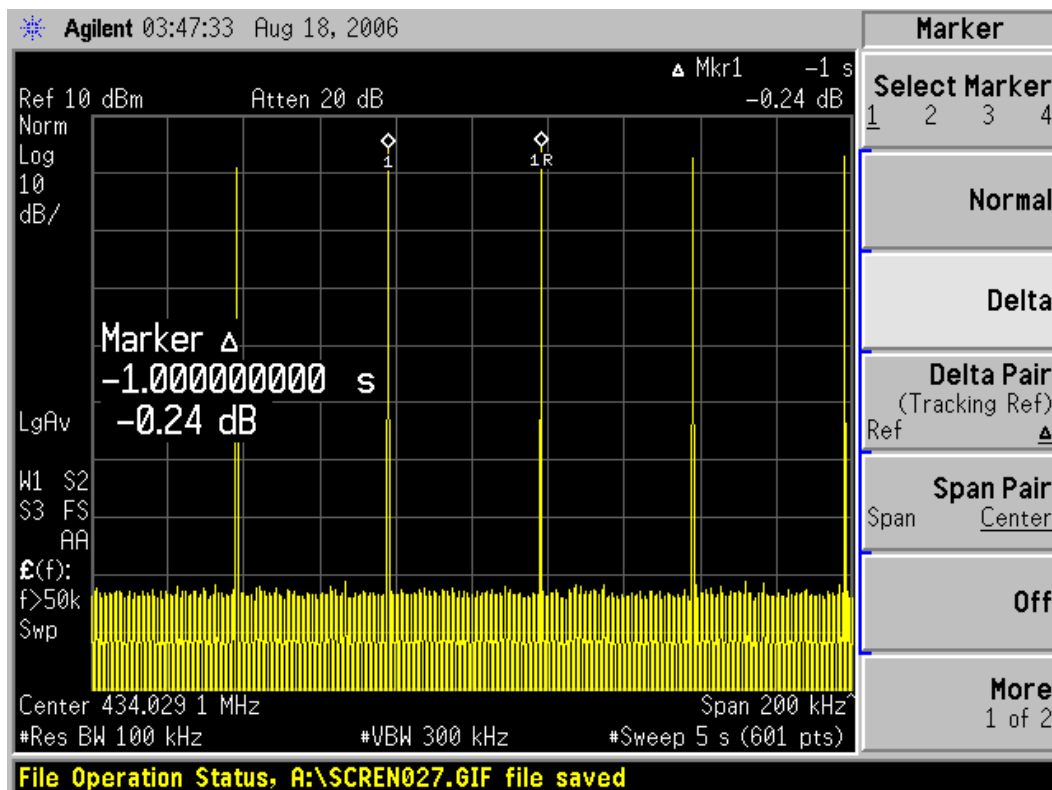 Agilent 03:47:33 Aug 18, 2006
Marker
Δ Mkr1 -1 s
Ref 10 dBm Atten 20 dB -0.24 dB
Norm
Log
10
dB/
1
1R
Marker Δ
-1.000000000 s
-0.24 dB
LgAv
W1 S2
S3 FS
AA
£(f):
f>50k
Swp
Center 434.029 1 MHz Span 200 kHz^
#Res BW 100 kHz #VBW 300 kHz #Sweep 5 s (601 pts)
File Operation Status, A:\SCREN027.GIF file saved
Select Marker
1 2 3 4
Normal
Delta
Delta Pair
(Tracking Ref)
Ref Δ
Span Pair
Span Center
Off
More
1 of 2